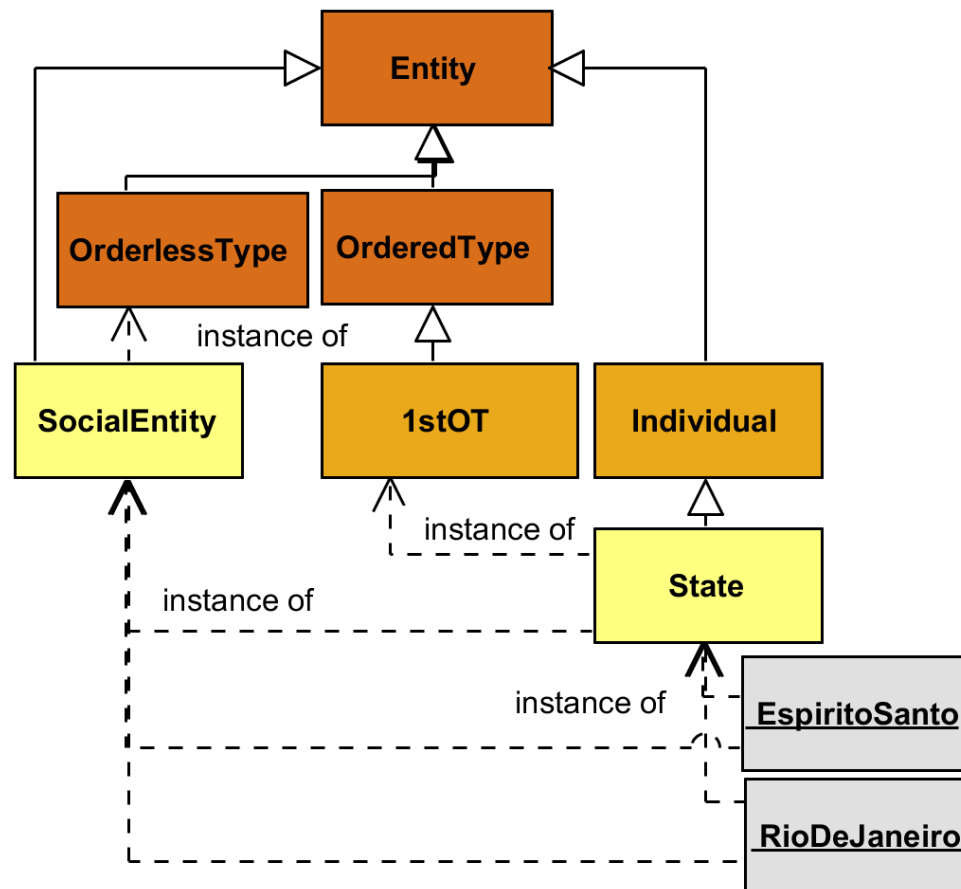 Entity
OrderlessType
OrderedType
instance of
SocialEntity
1stOT
Individual
instance of
State
instance of
instance of
EspiritoSanto
RioDeJaneiro